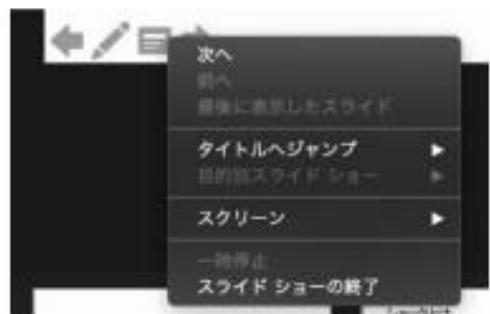 次へ
前へ
最後に表示したスライド
タイトルへジャンプ
目的別スライド ショー
スクリーン
一時停止
スライド ショーの終了